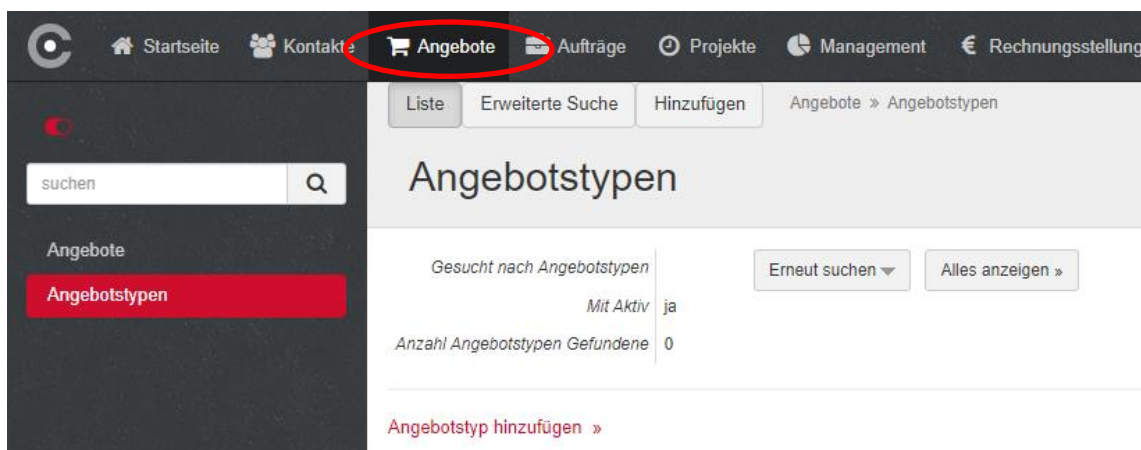 Startseite Kontakte Angebote Aufträge Projekte Management € Rechnungsstellung
Liste Erweiterte Suche Hinzufügen Angebote » Angebotstypen
suchen
Angebotstypen
Angebote
Angebotstypen
Gesucht nach Angebotstypen
Erneut suchen Alles anzeigen »
Mit Aktiv ja
Anzahl Angebotstypen Gefundene 0
Angebotstyp hinzufügen »